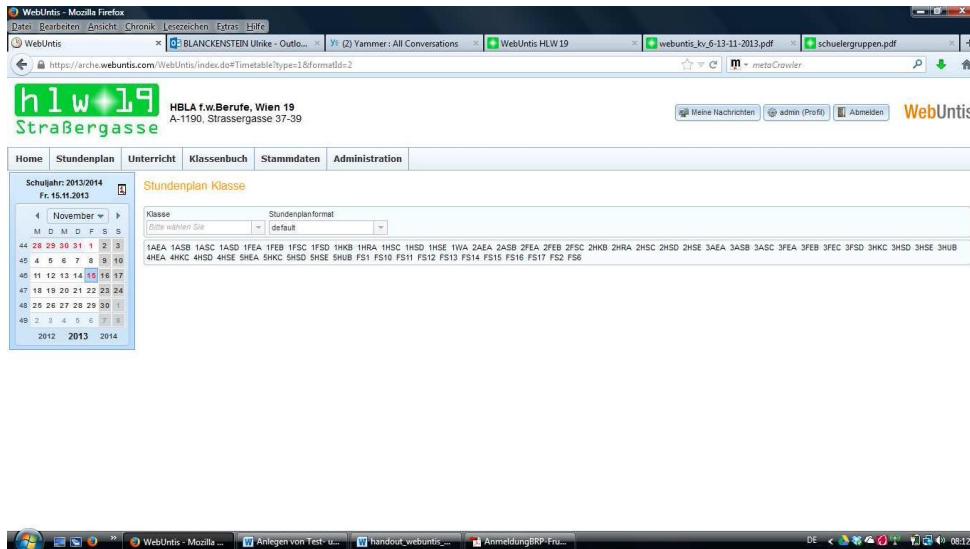 WebUntis - Mozilla Firefox
Datei Bearbeiten Ansicht Chronik Lesezeichen Extras Hilfe
WebUntis × BLANCKENSTEIN Ulrike - Outlo... × (2) Yammer : All Conversations × WebUntis HLW 19 × webuntis_kv_6-13-11-2013.pdf × schuelergruppen.pdf ×
https://arche.webuntis.com/WebUntis/index.do#Timetable?type=1&formatId=2 metaCrawler
hlw 19
Straßergasse
HBLA f.w.Berufe, Wien 19
A-1190, Strassergasse 37-39
Meine Nachrichten admin (Profil) Abmelden WebUntis
Home Stundenplan Unterricht Klassenbuch Stammdaten Administration
Schuljahr: 2013/2014
Fr. 15.11.2013
November
M D M D F S S
44 28 29 30 31 1 2 3
45 4 5 6 7 8 9 10
46 11 12 13 14 15 16 17
47 18 19 20 21 22 23 24
48 25 26 27 28 29 30 1
49 2 3 4 5 6 7 8
2012 2013 2014
Stundenplan Klasse
Klasse Stundenplanformat
Bitte wählen Sie default
1AEA 1ASB 1ASC 1ASD 1FEA 1FEB 1FSC 1FSD 1HKB 1HRA 1HSC 1HSD 1HSE 1WA 2AEA 2ASB 2FEA 2FEB 2FSC 2HKB 2HRA 2HSC 2HSD 2HSE 3AEA 3ASB 3ASC 3FEA 3FEB 3FEC 3FSD 3HKC 3HSD 3HSE 3HUB
4HEA 4HKC 4HSD 4HSE 5HEA 5HKC 5HSD 5HSE 5HUB FS1 FS10 FS11 FS12 FS13 FS14 FS15 FS16 FS17 FS2 FS6
WebUntis - Mozilla ... Anlegen von Test- u... handout_webuntis_... AnmeldungBRP-Fru... DE 08:12